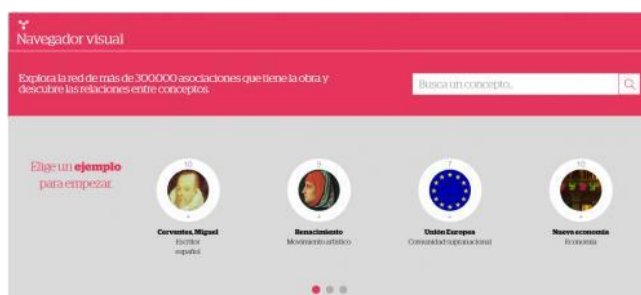 Navegador visual
Explora la red de más de 300.000 asociaciones que tiene la obra y
descubre las relaciones entre conceptos.
Busca un concepto...
Elige un ejemplo
para empezar.
10
Cervantes, Miguel
Escritor
español
9
Renacimiento
Movimiento artístico
7
Unión Europea
Comunidad supranacional
10
Nueva economía
Economía